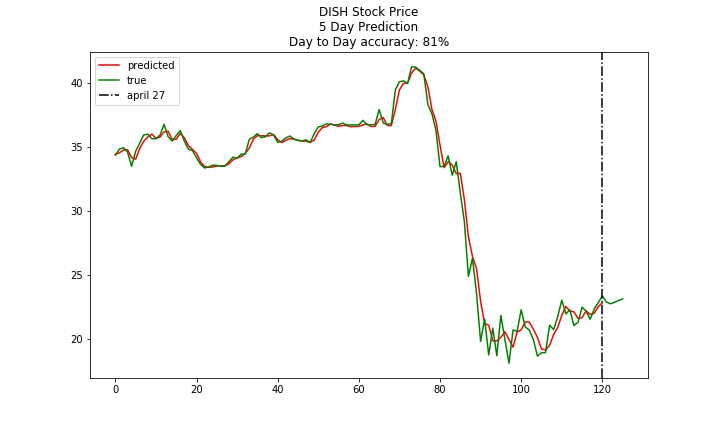 DISH Stock Price
5 Day Prediction
Day to Day accuracy: 81%
predicted
true
april 27
40
35
30
25
20
0 20 40 60 80 100 120